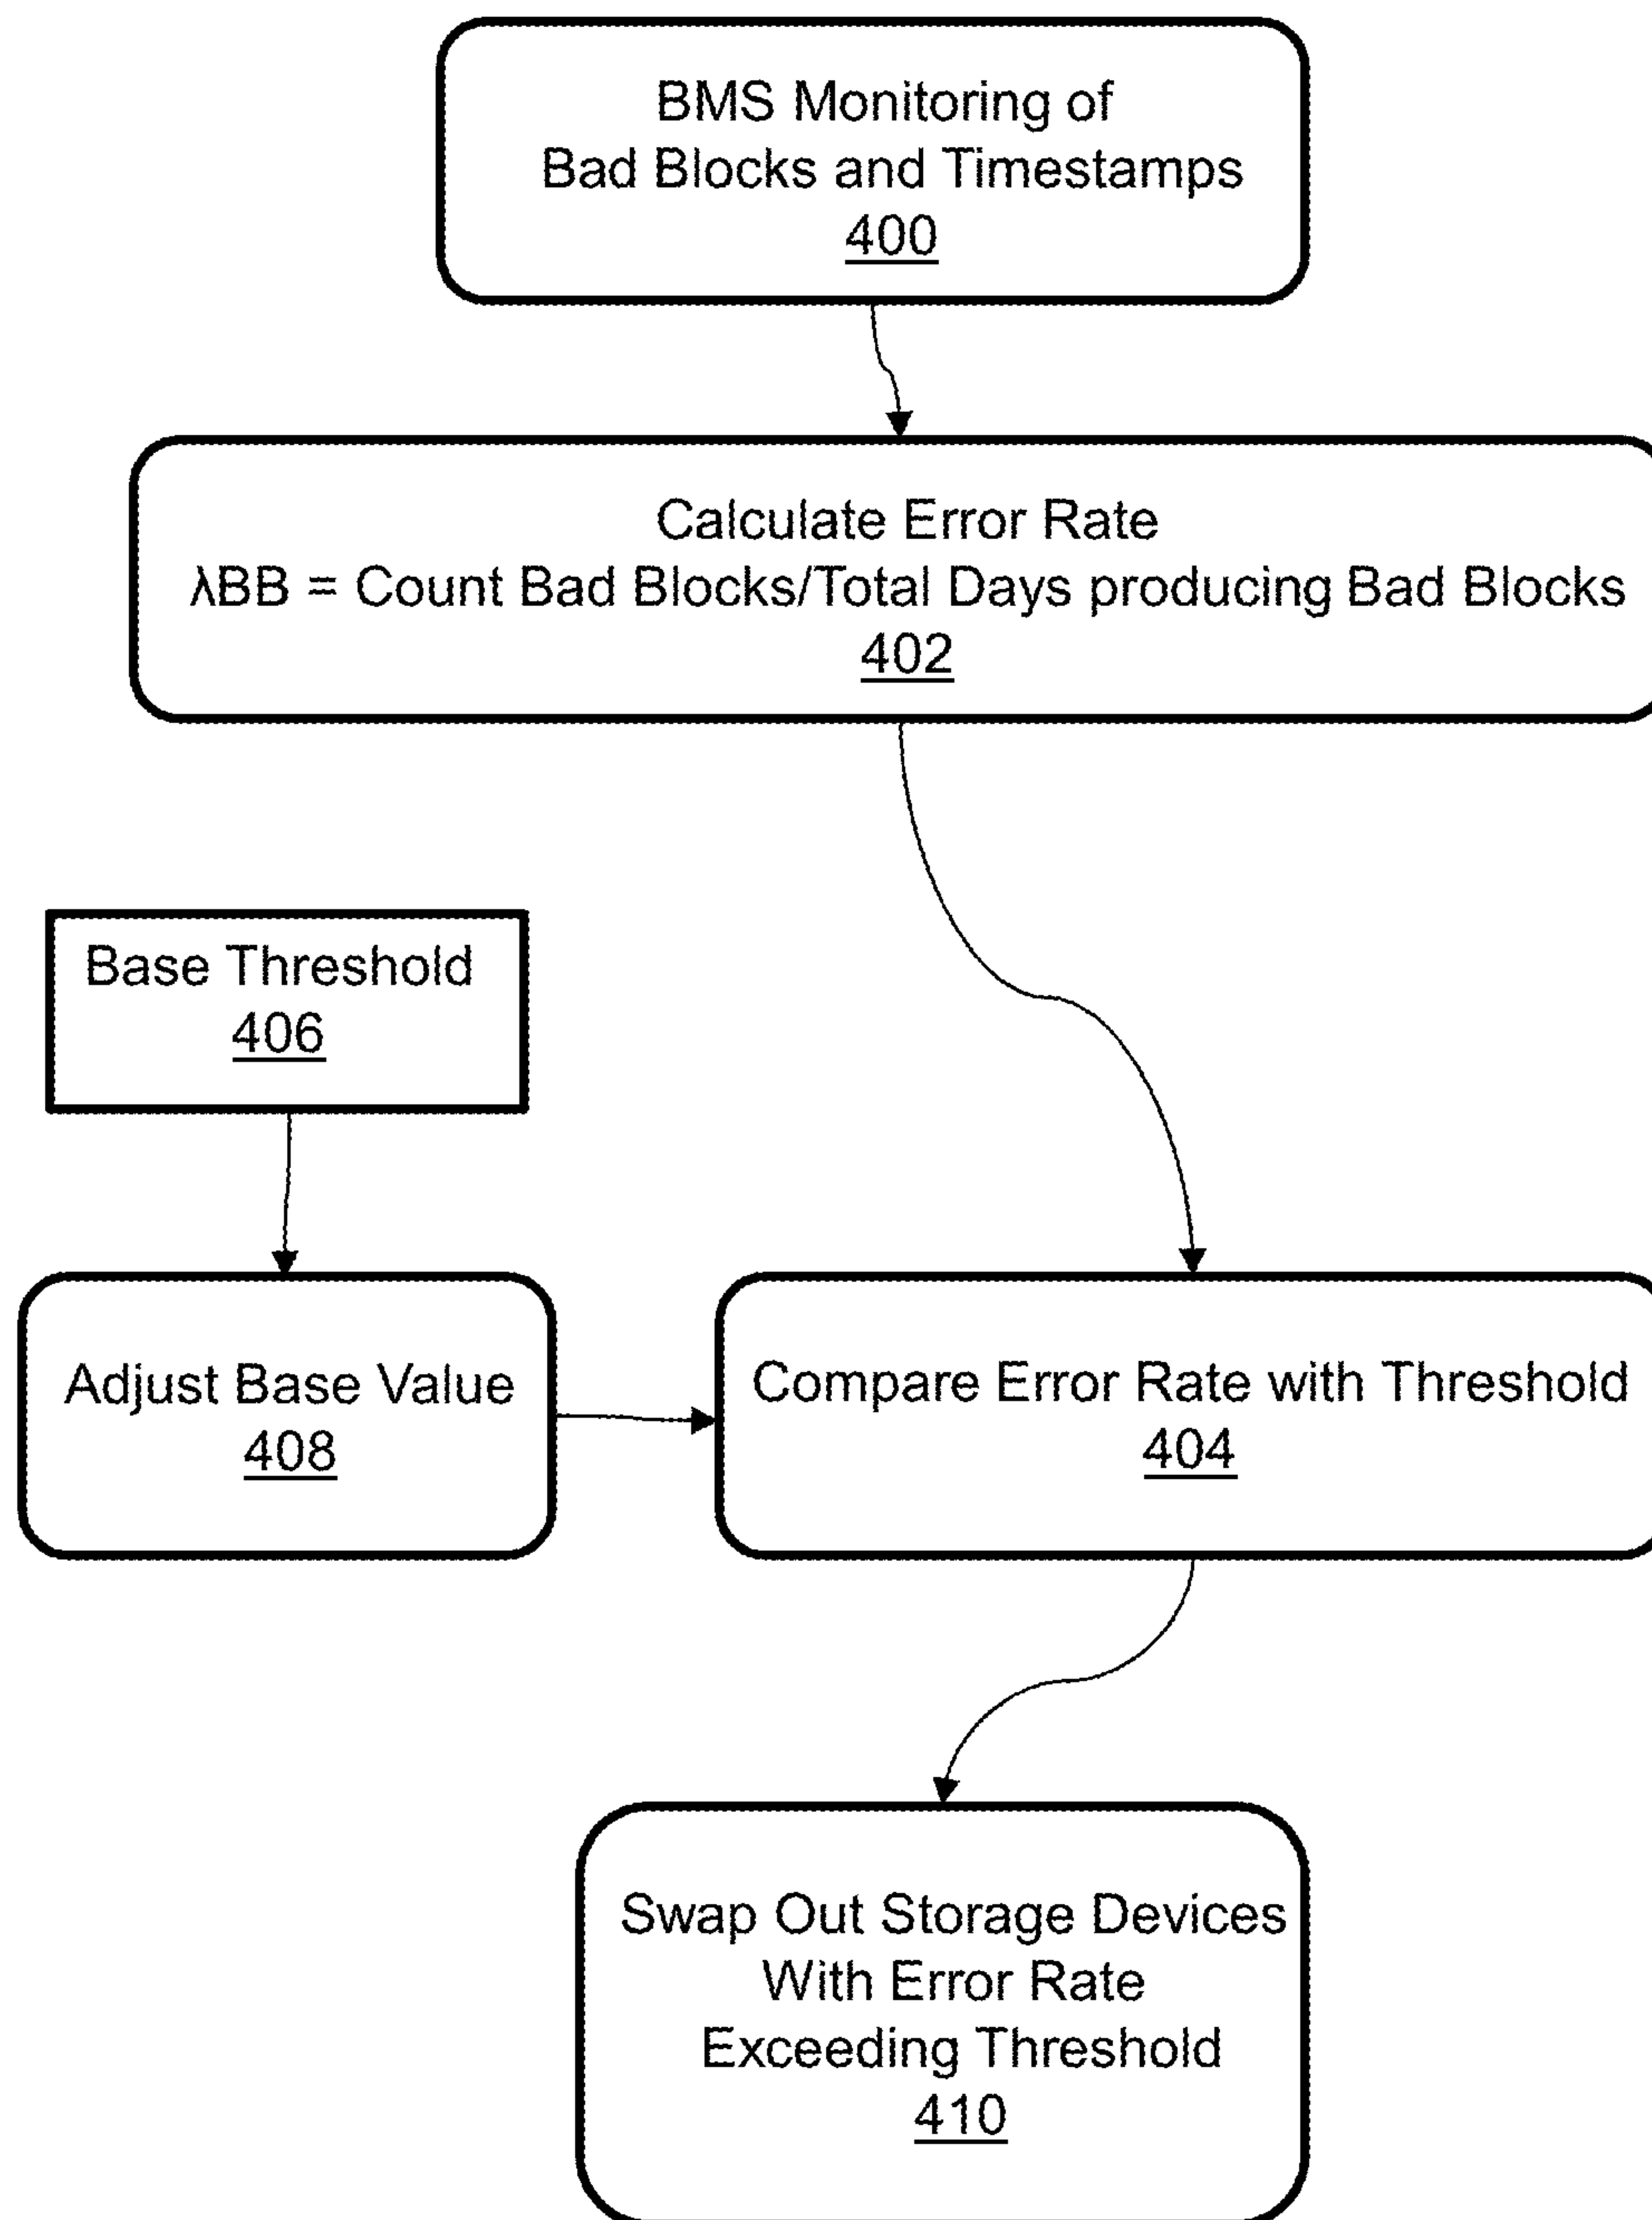 BMS Monitoring of
Bad Blocks and Timestamps
400
Calculate Error Rate
λBB = Count Bad Blocks/Total Days producing Bad Blocks
402
Base Threshold
406
Adjust Base Value
408
Compare Error Rate with Threshold
404
Swap Out Storage Devices
With Error Rate
Exceeding Threshold
410